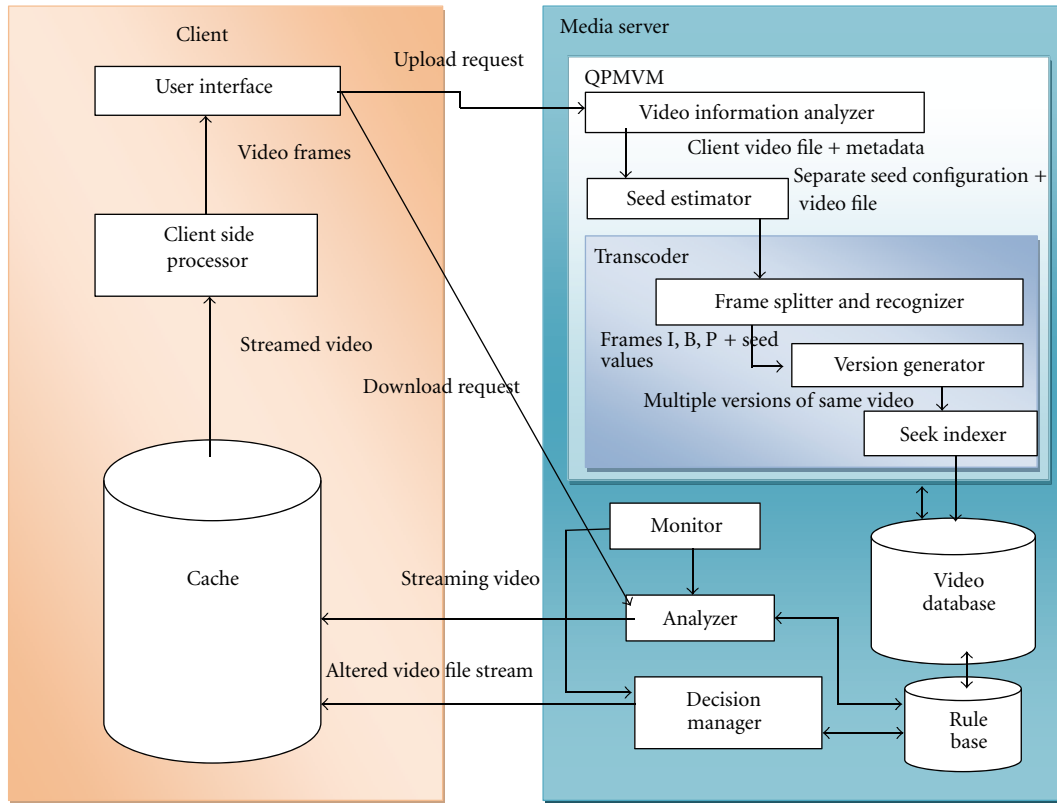 Client
User interface
Video frames
Client side
processor
Streamed video
Cache
Upload request
Download request
Streaming video
Altered video file stream
Media server
QPMVM
Video information analyzer
Client video file + metadata
Separate seed configuration +
video file
Seed estimator
Transcoder
Frame splitter and recognizer
Frames I, B, P + seed
values
Version generator
Multiple versions of same video
Seek indexer
Monitor
Analyzer
Decision
manager
Video
database
Rule
base